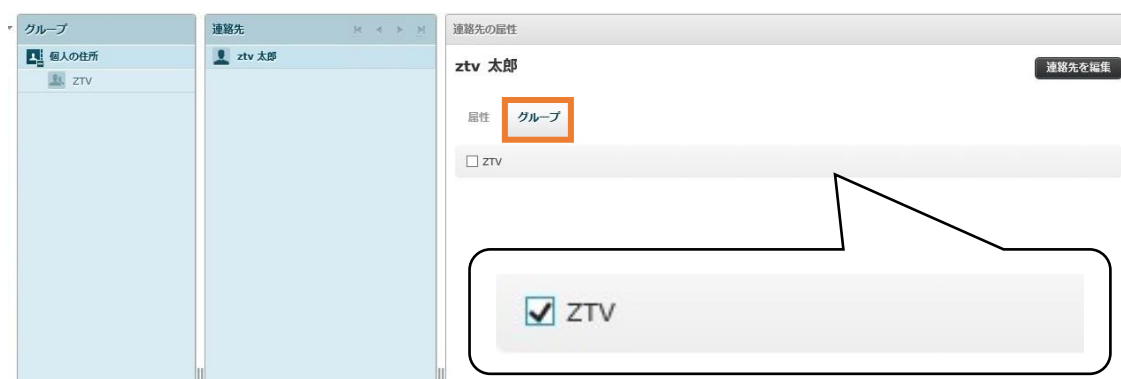 グループ
個人の住所
ZTV
連絡先
ztv 太郎
連絡先の属性
ztv 太郎
連絡先を編集
属性
グループ
ZTV
ZTV